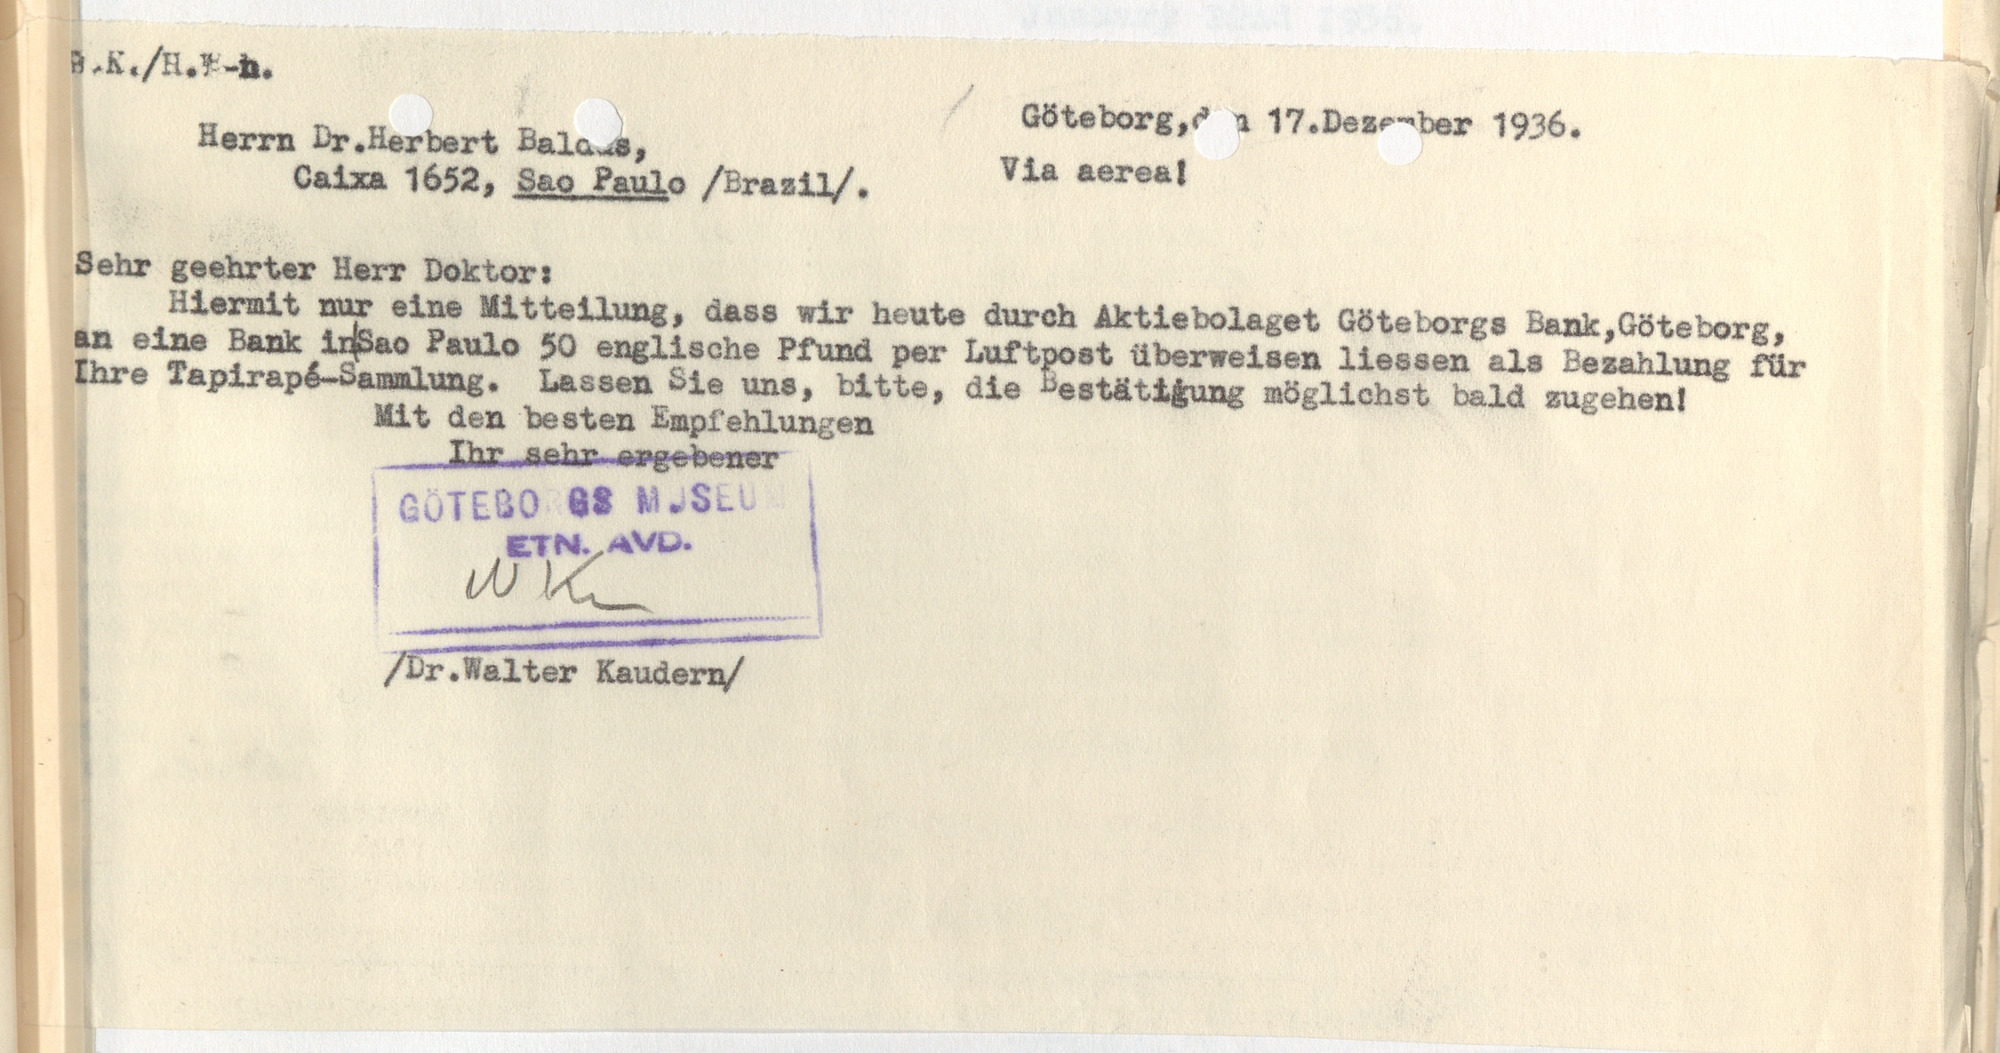 .K./H. -n.
Göteborg,den 17.Dezember 1936.
Herrn Dr.Herbert Baldus,
Via aerea!
Caixa 1652, Sao Paulo /Brazil/.
Sehr geehrter Herr Doktor:
Hiermit nur eine Mitteilung, dass wir heute durch Aktiebolaget Göteborgs Bank,Göteborg,
an eine Bank in Sao Paulo 50 englische Pfund per Luftpost überweisen liessen als Bezahlung für
Ihre Tapirapé-Sammlung. Lassen Sie uns, bitte, die Bestätigung möglichst bald zugehen!
Mit den besten Empfehlungen
Ihr sehr ergebener
GÖTEBORGS MUSEUM
ETN. AVD.
/Dr.Walter Kaudern/